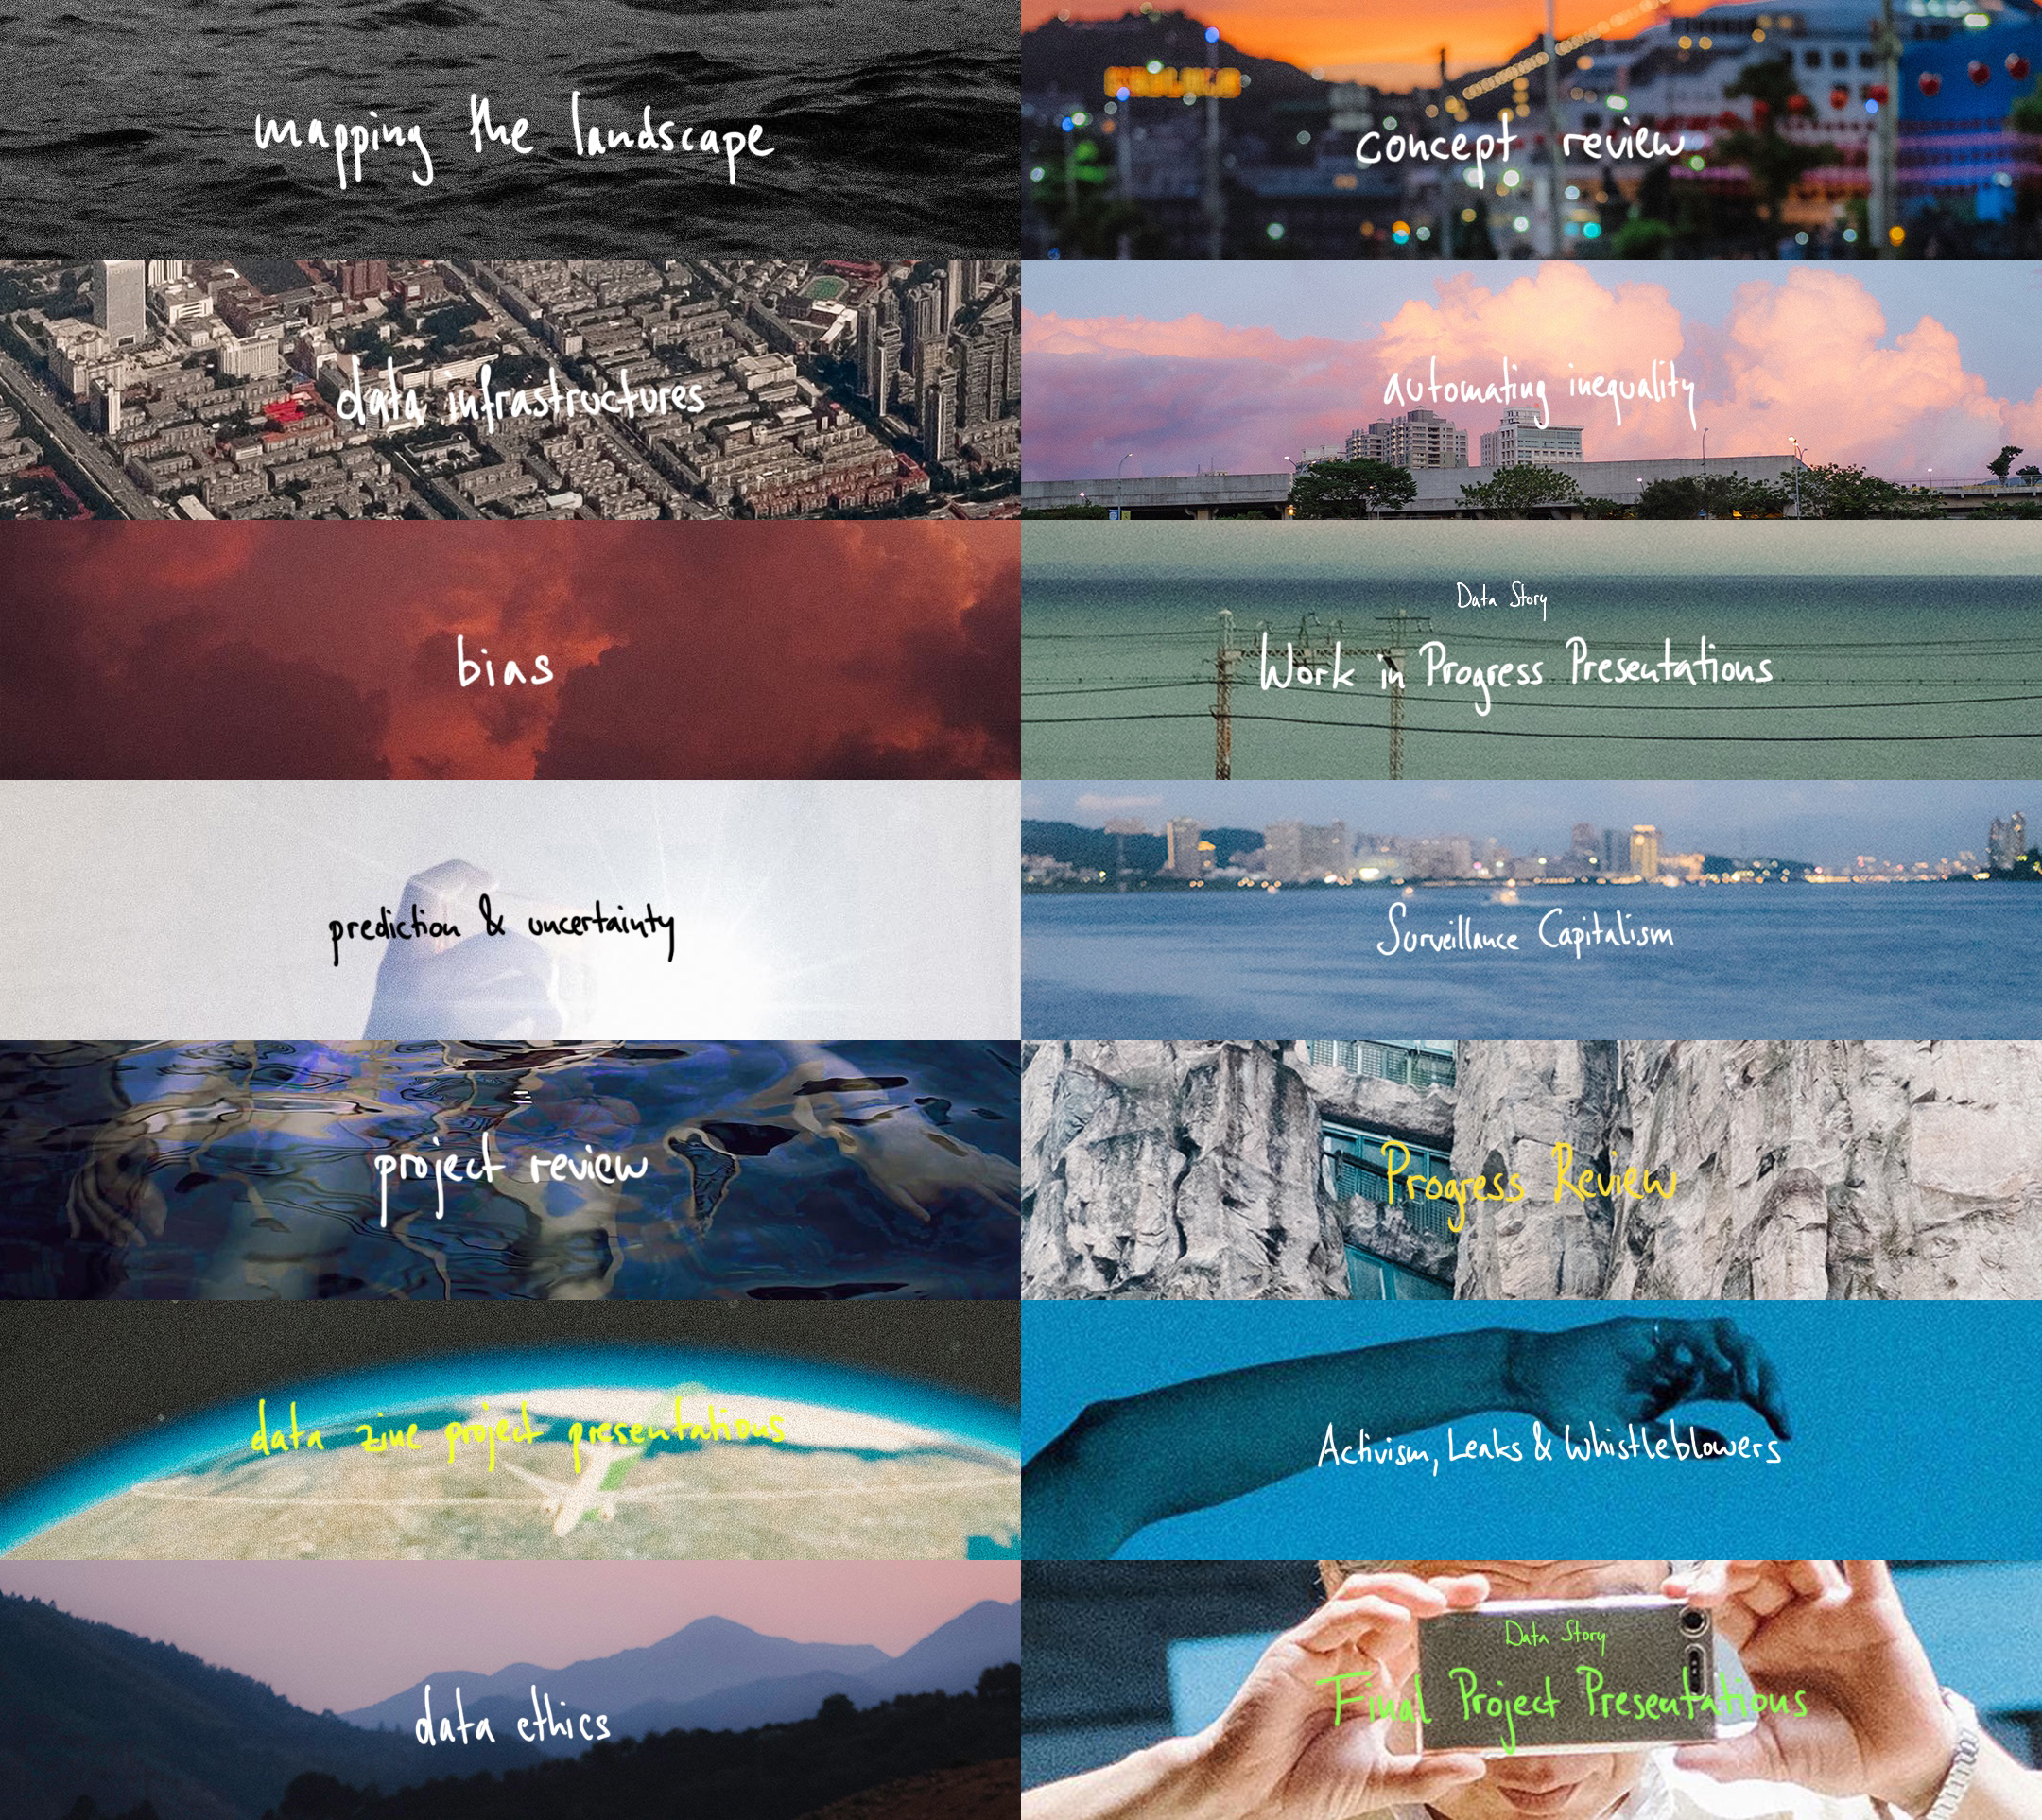 mapping the landscape
concept review
data infrastructures
automating inequality
bias
Data Story
Work in Progress Presentations
prediction & uncertainty
Surveillance Capitalism
project review
Progress Review
data zine project presentations
Activism, Leaks & Whistleblowers
data ethics
Data Story
Final Project Presentations